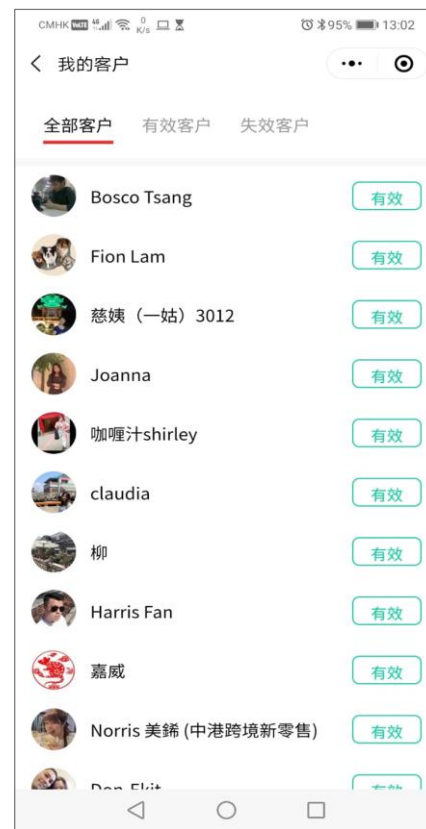 CMHK VoLTE 46 0 K/s 95% 13:02
我的客户
全部客户 有效客户 失效客户
Bosco Tsang 有效
Fion Lam 有效
慈姨（一姑）3012 有效
Joanna 有效
咖喱汁shirley 有效
claudia 有效
柳 有效
Harris Fan 有效
嘉威 有效
Norris 美鍗 (中港跨境新零售) 有效